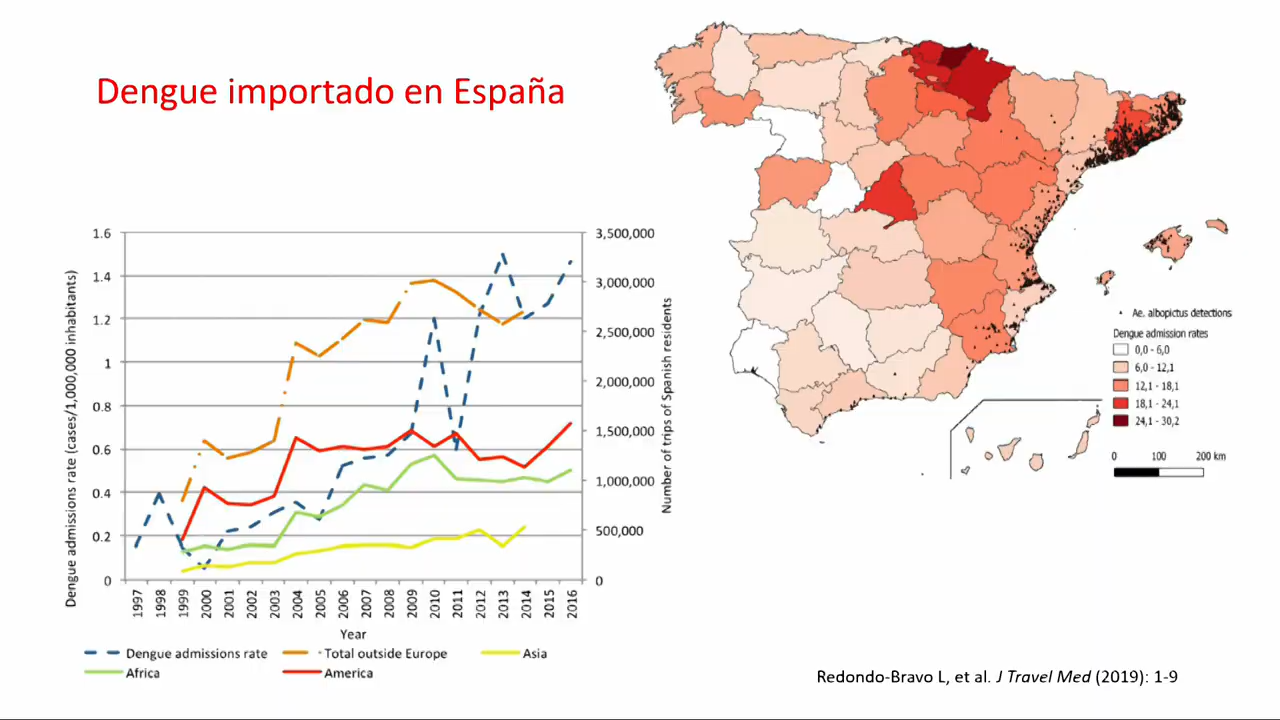 Dengue importado en España
1.6
1.4
1.2
1
0.8
0.6
0.4
0.2
0
Dengue admissions rate (cases/1,000,000 inhabitants)
3,500,000
3,000,000
2,500,000
2,000,000
1,500,000
1,000,000
500,000
0
Number of trips of Spanish residents
1997
1998
1999
2000
2001
2002
2003
2004
2005
2006
2007
2008
2009
2010
2011
2012
2013
2014
2015
2016
Year
Dengue admissions rate
Total outside Europe
Asia
Africa
America
Ae. albopictus detections
Dengue admission rates
0,0 - 6,0
6,0 - 12,1
12,1 - 18,1
18,1 - 24,1
24,1 - 30,2
0 100 200 km
Redondo-Bravo L, et al. J Travel Med (2019): 1-9